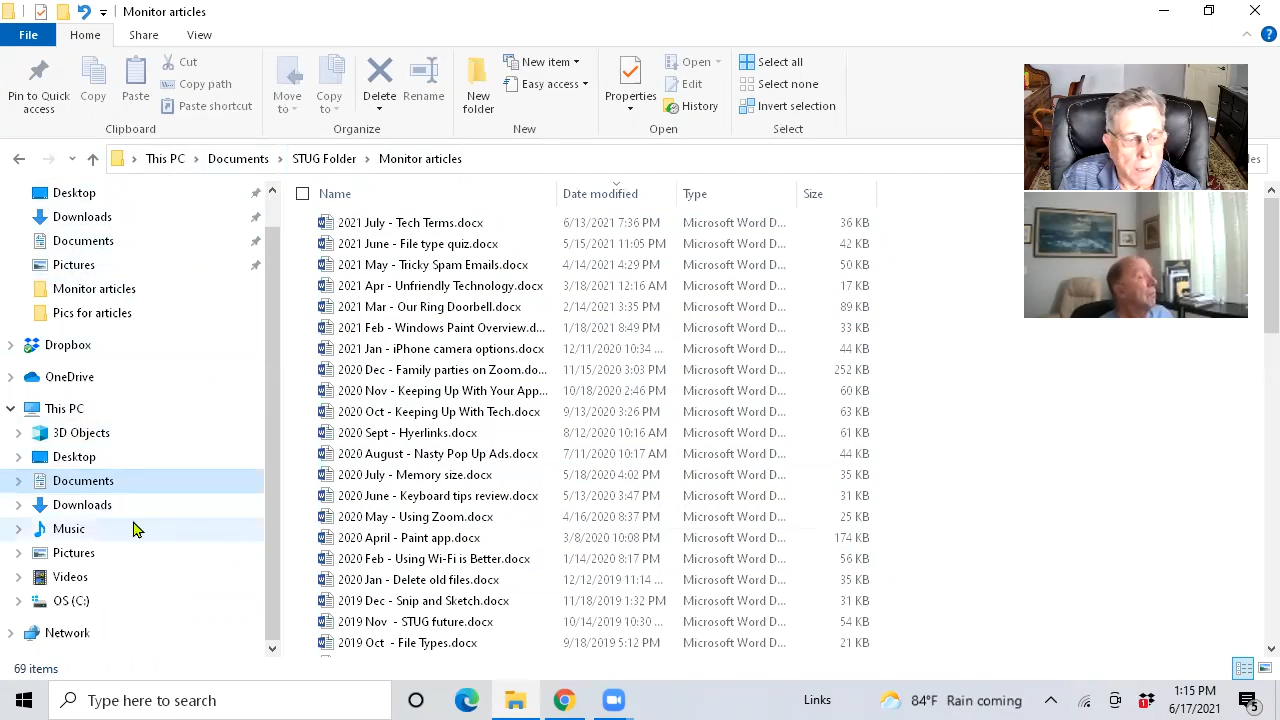 Monitor articles
File Home Share View
Pin to Quick access
Copy
Paste
Cut
Copy path
Paste shortcut
Clipboard
Move to
Copy to
Delete
Rename
Organize
New folder
New item
Easy access
New
Properties
Open
Edit
History
Open
Select all
Select none
Invert selection
Select
This PC > Documents > STUG Folder > Monitor articles
les
Desktop
Downloads
Documents
Pictures
Monitor articles
Pics for articles
Dropbox
OneDrive
This PC
3D Objects
Desktop
Documents
Downloads
Music
Pictures
Videos
OS (C:)
Network
Name Date modified Type Size
2021 July - Tech Terms.docx 6/13/2021 7:36 PM Microsoft Word D... 36 KB
2021 June - File type quiz.docx 5/15/2021 11:05 PM Microsoft Word D... 42 KB
2021 May - Tricky Spam Emails.docx 4/14/2021 4:29 PM Microsoft Word D... 50 KB
2021 Apr - Unfriendly Technology.docx 3/18/2021 12:16 AM Microsoft Word D... 17 KB
2021 Mar - Our Ring Doorbell.docx 2/14/2021 3:35 PM Microsoft Word D... 89 KB
2021 Feb - Windows Paint Overview.d... 1/18/2021 8:49 PM Microsoft Word D... 33 KB
2021 Jan - iPhone camera options.docx 12/11/2020 10:34 ... Microsoft Word D... 44 KB
2020 Dec - Family parties on Zoom.do... 11/15/2020 3:03 PM Microsoft Word D... 252 KB
2020 Nov - Keeping Up With Your App... 10/18/2020 2:46 PM Microsoft Word D... 60 KB
2020 Oct - Keeping Up With Tech.docx 9/13/2020 3:26 PM Microsoft Word D... 63 KB
2020 Sept - Hyerlinks.docx 8/12/2020 10:16 AM Microsoft Word D... 61 KB
2020 August - Nasty Pop Up Ads.docx 7/11/2020 10:17 AM Microsoft Word D... 44 KB
2020 July - Memory size.docx 5/18/2020 4:02 PM Microsoft Word D... 35 KB
2020 June - Keyboard tips review.docx 5/13/2020 3:47 PM Microsoft Word D... 31 KB
2020 May - Using Zoom.docx 4/16/2020 8:37 PM Microsoft Word D... 25 KB
2020 April - Paint app.docx 3/8/2020 10:08 PM Microsoft Word D... 174 KB
2020 Feb - Using Wi-Fi is Better.docx 1/14/2020 8:17 PM Microsoft Word D... 56 KB
2020 Jan - Delete old files.docx 12/12/2019 11:14 ... Microsoft Word D... 35 KB
2019 Dec - Snip and Sketch.docx 11/18/2019 1:32 PM Microsoft Word D... 31 KB
2019 Nov - STUG future.docx 10/14/2019 10:30 ... Microsoft Word D... 54 KB
2019 Oct - File Types.docx 9/18/2019 5:12 PM Microsoft Word D... 21 KB
69 items
Type here to search
Links
84°F Rain coming
1
1:15 PM
6/17/2021
5